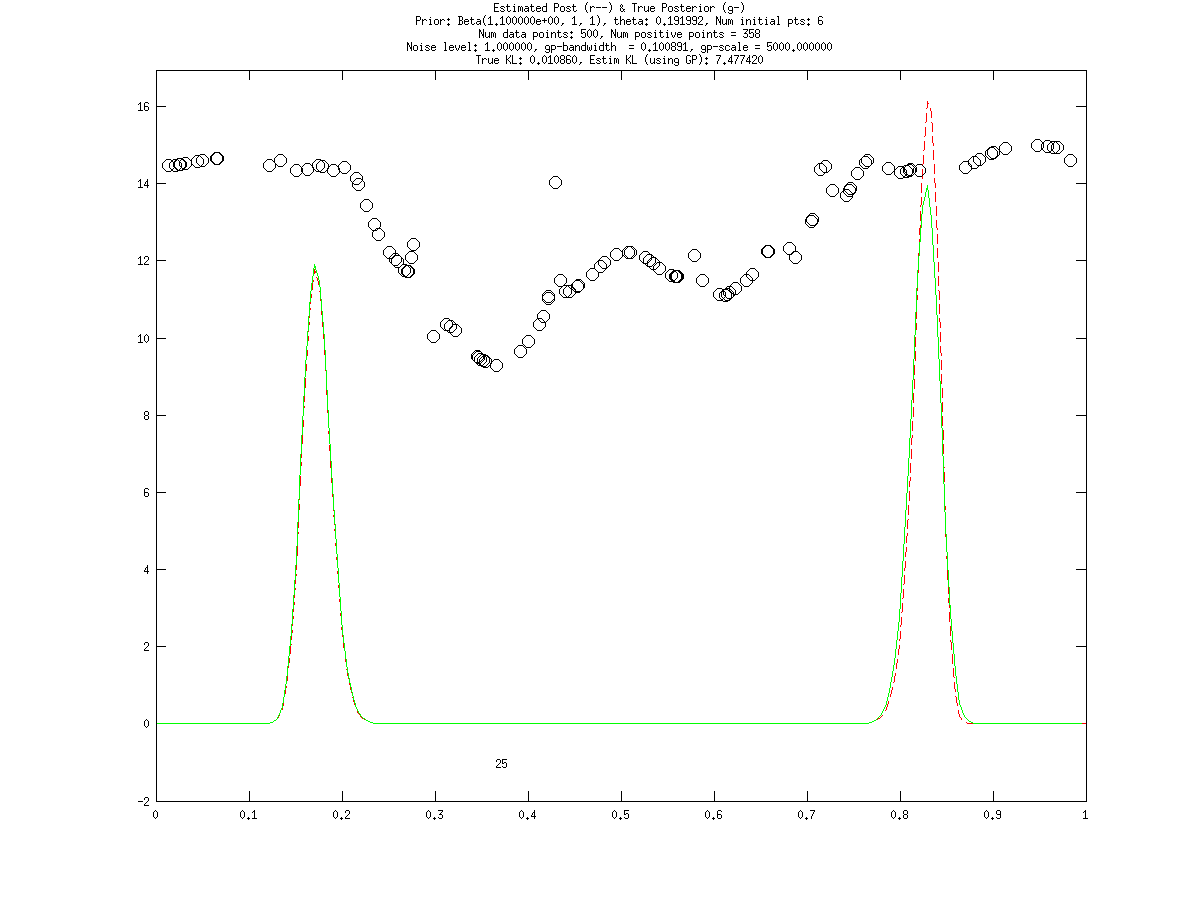 Estimated Post (r--) & True Posterior (g-)
Prior: Beta(1.100000e+00, 1, 1), theta: 0.191992, Num initial pts: 6
Num data points: 500, Num positive points = 358
Noise level: 1.000000, gp-bandwidth  = 0.100891, gp-scale = 5000.000000
True KL: 0.010860, Estim KL (using GP): 7.477420
16
14
12
10
8
6
4
2
0
25
-2
0 0.1 0.2 0.3 0.4 0.5 0.6 0.7 0.8 0.9 1